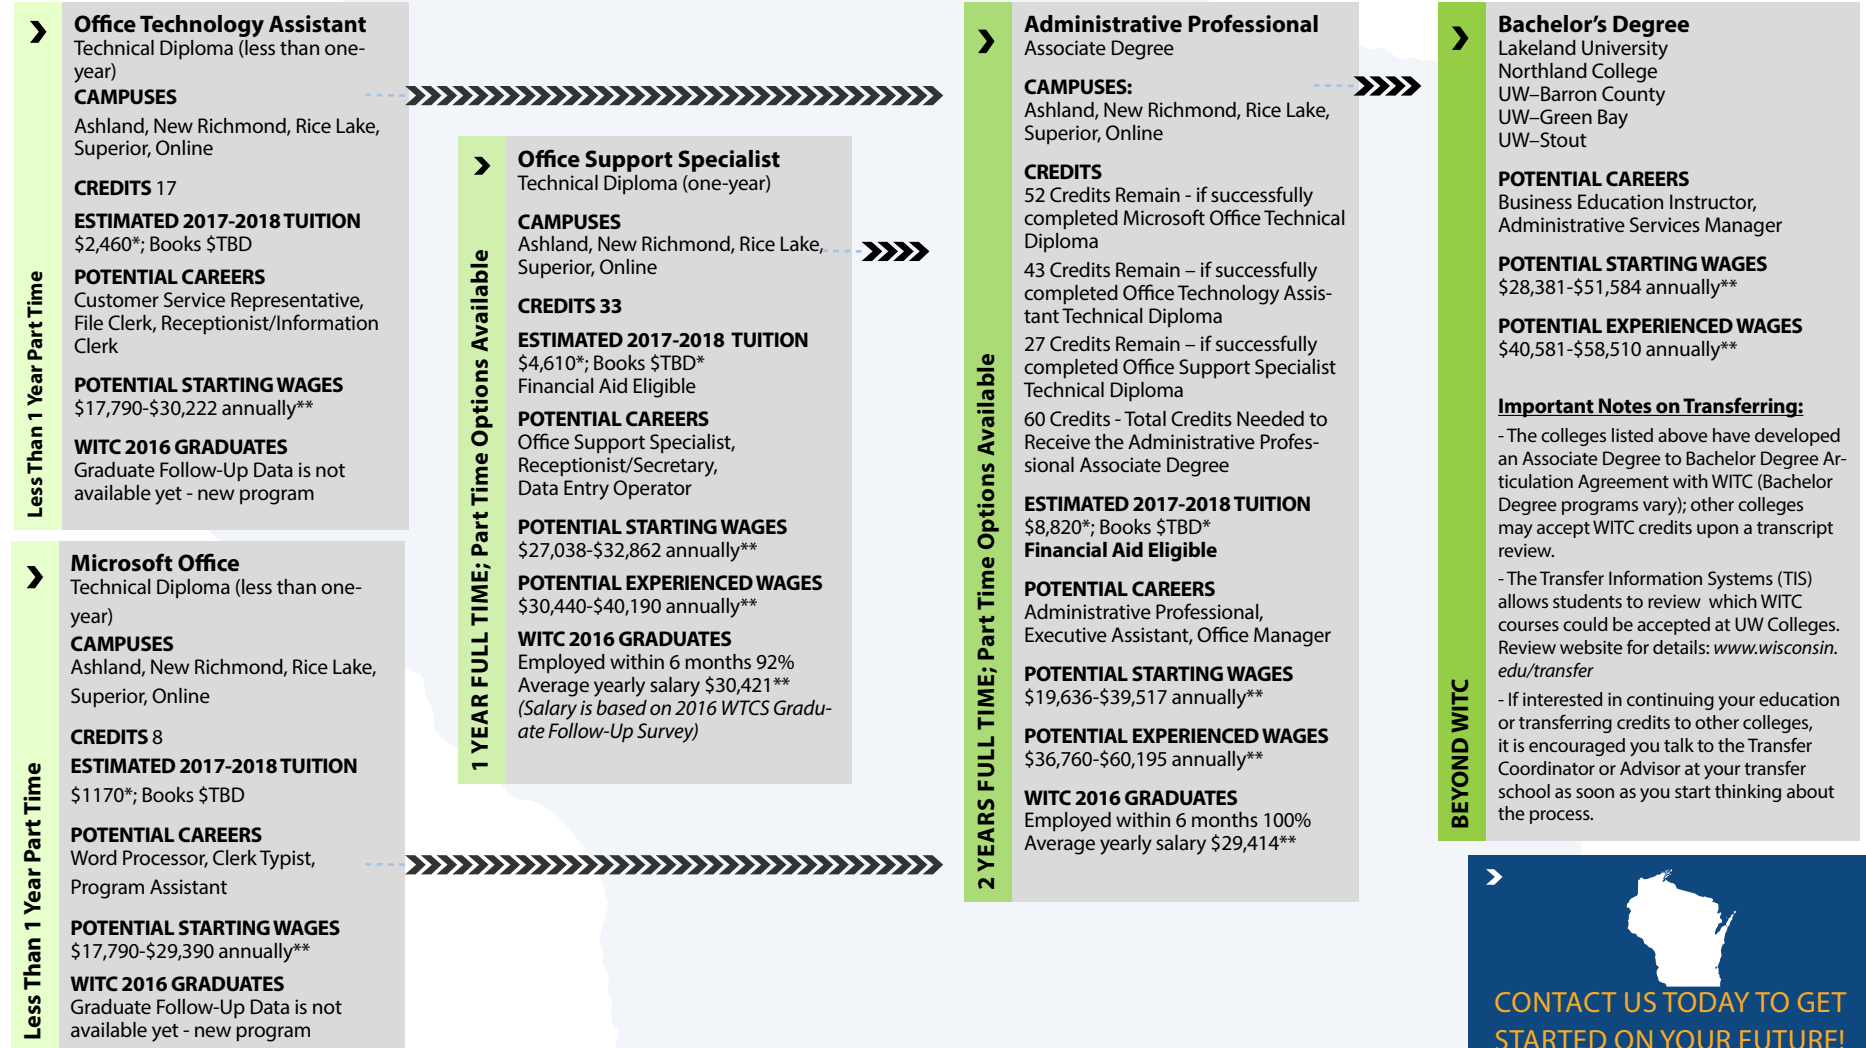 Office Technology Assistant
Technical Diploma (less than one-
year)
CAMPUSES
Ashland, New Richmond, Rice Lake,
Superior, Online
CREDITS 17
ESTIMATED 2017-2018 TUITION
$2,460*; Books $TBD
POTENTIAL CAREERS
Customer Service Representative,
File Clerk, Receptionist/Information
Clerk
POTENTIAL STARTING WAGES
$17,790-$30,222 annually**
WITC 2016 GRADUATES
Graduate Follow-Up Data is not
available yet - new program
Less Than 1 Year Part Time
Microsoft Office
Technical Diploma (less than one-
year)
CAMPUSES
Ashland, New Richmond, Rice Lake,
Superior, Online
CREDITS 8
ESTIMATED 2017-2018 TUITION
$1170*; Books $TBD
POTENTIAL CAREERS
Word Processor, Clerk Typist,
Program Assistant
POTENTIAL STARTING WAGES
$17,790-$29,390 annually**
WITC 2016 GRADUATES
Graduate Follow-Up Data is not
available yet - new program
Less Than 1 Year Part Time
Office Support Specialist
Technical Diploma (one-year)
CAMPUSES
Ashland, New Richmond, Rice Lake,
Superior, Online
CREDITS 33
ESTIMATED 2017-2018 TUITION
$4,610*; Books $TBD*
Financial Aid Eligible
POTENTIAL CAREERS
Office Support Specialist,
Receptionist/Secretary,
Data Entry Operator
POTENTIAL STARTING WAGES
$27,038-$32,862 annually**
POTENTIAL EXPERIENCED WAGES
$30,440-$40,190 annually**
WITC 2016 GRADUATES
Employed within 6 months 92%
Average yearly salary $30,421**
(Salary is based on 2016 WTCS Gradu-
ate Follow-Up Survey)
1 YEAR FULL TIME; Part Time Options Available
Administrative Professional
Associate Degree
CAMPUSES:
Ashland, New Richmond, Rice Lake,
Superior, Online
CREDITS
52 Credits Remain - if successfully
completed Microsoft Office Technical
Diploma
43 Credits Remain – if successfully
completed Office Technology Assis-
tant Technical Diploma
27 Credits Remain – if successfully
completed Office Support Specialist
Technical Diploma
60 Credits - Total Credits Needed to
Receive the Administrative Profes-
sional Associate Degree
ESTIMATED 2017-2018 TUITION
$8,820*; Books $TBD*
Financial Aid Eligible
POTENTIAL CAREERS
Administrative Professional,
Executive Assistant, Office Manager
POTENTIAL STARTING WAGES
$19,636-$39,517 annually**
POTENTIAL EXPERIENCED WAGES
$36,760-$60,195 annually**
WITC 2016 GRADUATES
Employed within 6 months 100%
Average yearly salary $29,414**
2 YEARS FULL TIME; Part Time Options Available
Bachelor’s Degree
Lakeland University
Northland College
UW–Barron County
UW–Green Bay
UW–Stout
POTENTIAL CAREERS
Business Education Instructor,
Administrative Services Manager
POTENTIAL STARTING WAGES
$28,381-$51,584 annually**
POTENTIAL EXPERIENCED WAGES
$40,581-$58,510 annually**
Important Notes on Transferring:
- The colleges listed above have developed
an Associate Degree to Bachelor Degree Ar-
ticulation Agreement with WITC (Bachelor
Degree programs vary); other colleges
may accept WITC credits upon a transcript
review.
- The Transfer Information Systems (TIS)
allows students to review which WITC
courses could be accepted at UW Colleges.
Review website for details: www.wisconsin.
edu/transfer
- If interested in continuing your education
or transferring credits to other colleges,
it is encouraged you talk to the Transfer
Coordinator or Advisor at your transfer
school as soon as you start thinking about
the process.
BEYOND WITC
CONTACT US TODAY TO GET
STARTED ON YOUR FUTURE!